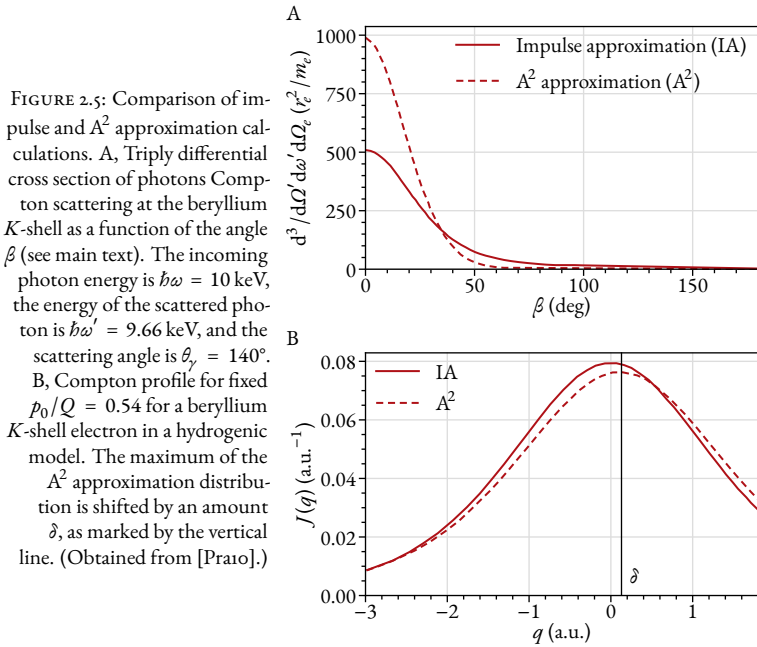 FIGURE 2.5: Comparison of im-
pulse and A² approximation cal-
culations. A, Triply differential
cross section of photons Comp-
ton scattering at the beryllium
K-shell as a function of the angle
β (see main text). The incoming
photon energy is ℏω = 10 keV,
the energy of the scattered pho-
ton is ℏω′ = 9.66 keV, and the
scattering angle is θᵧ = 140°.
B, Compton profile for fixed
p₀/Q = 0.54 for a beryllium
K-shell electron in a hydrogenic
model. The maximum of the
A² approximation distribu-
tion is shifted by an amount
δ, as marked by the vertical
line. (Obtained from [Pra10].)
A
d³/dΩ′dω′dΩₑ (rₑ²/mₑ)
1000
750
500
250
0
Impulse approximation (IA)
A² approximation (A²)
0 50 100 150
β (deg)
B
J(q) (a.u.⁻¹)
0.08
0.06
0.04
0.02
0.00
IA
A²
δ
−3 −2 −1 0 1
q (a.u.)